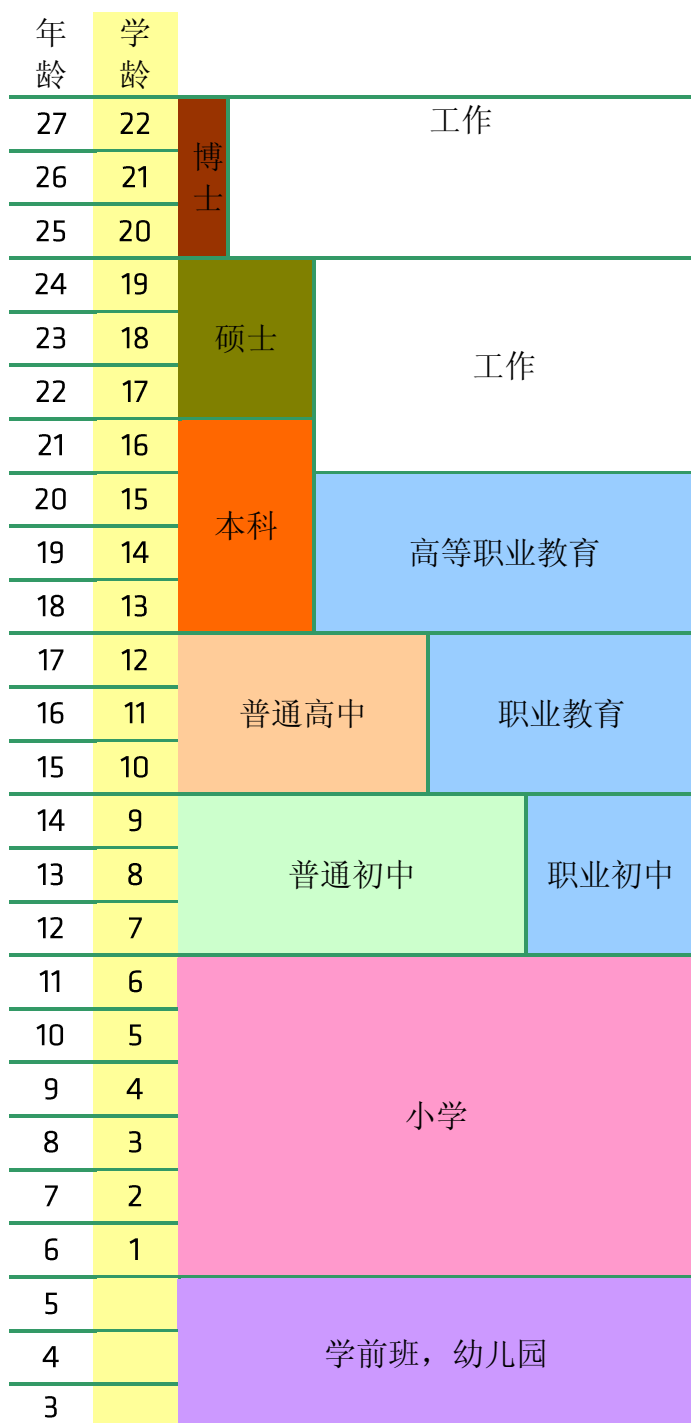 年龄 学龄
27 22 博士 工作
26 21
25 20
24 19 硕士 工作
23 18
22 17
21 16 本科
20 15 高等职业教育
19 14
18 13
17 12 普通高中 职业教育
16 11
15 10
14 9 普通初中 职业初中
13 8
12 7
11 6 小学
10 5
9 4
8 3
7 2
6 1
5 学前班，幼儿园
4
3